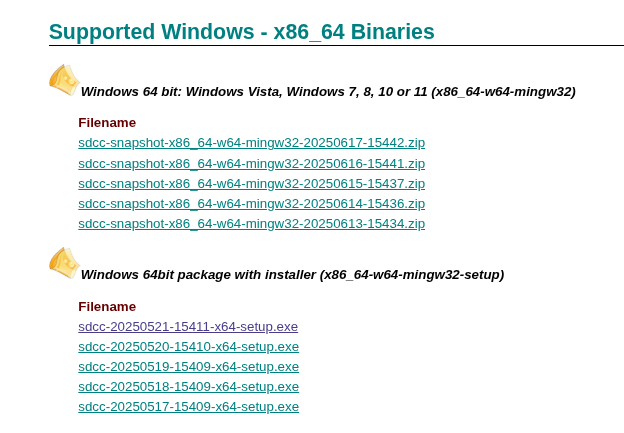 Supported Windows - x86_64 Binaries
Windows 64 bit: Windows Vista, Windows 7, 8, 10 or 11 (x86_64-w64-mingw32)
Filename
sdcc-snapshot-x86_64-w64-mingw32-20250617-15442.zip
sdcc-snapshot-x86_64-w64-mingw32-20250616-15441.zip
sdcc-snapshot-x86_64-w64-mingw32-20250615-15437.zip
sdcc-snapshot-x86_64-w64-mingw32-20250614-15436.zip
sdcc-snapshot-x86_64-w64-mingw32-20250613-15434.zip
Windows 64bit package with installer (x86_64-w64-mingw32-setup)
Filename
sdcc-20250521-15411-x64-setup.exe
sdcc-20250520-15410-x64-setup.exe
sdcc-20250519-15409-x64-setup.exe
sdcc-20250518-15409-x64-setup.exe
sdcc-20250517-15409-x64-setup.exe